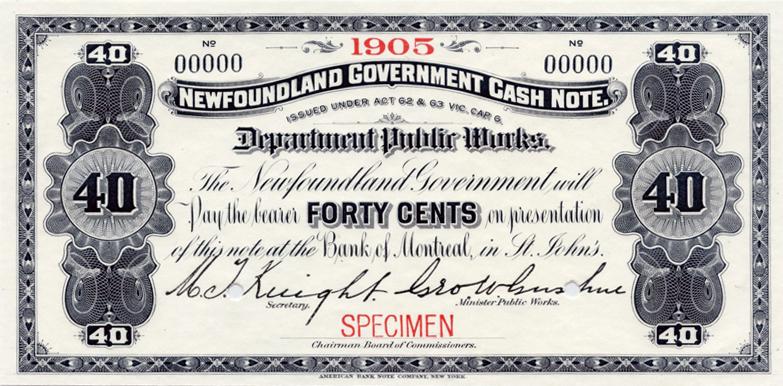 40 Nº 1905 Nº 40
00000 00000
NEWFOUNDLAND GOVERNMENT CASH NOTE.
ISSUED UNDER ACT 62 & 63 VIC. CAP 6.
Department Public Works.
The Newfoundland Government will
40 Pay the bearer FORTY CENTS on presentation 40
of this note, at the Bank of Montreal, in St. John's.
Secretary. Minister Public Works.
40 SPECIMEN 40
Chairman Board of Commissioners.
AMERICAN BANK NOTE COMPANY, NEW YORK.